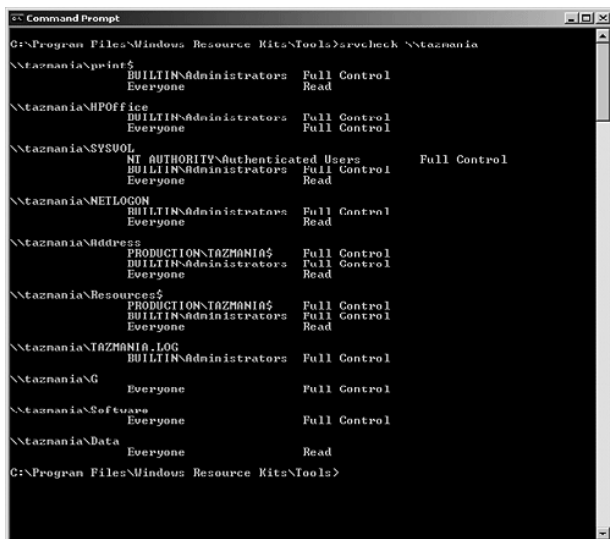 Command Prompt
C:\Program Files\Windows Resource Kits\Tools>srvcheck \\tazmania
\\tazmania\print$
BUILTIN\Administrators Full Control
Everyone Read
\\tazmania\HPOffice
BUILTIN\Administrators Full Control
Everyone Full Control
\\tazmania\SYSVOL
NT AUTHORITY\Authenticated Users Full Control
BUILTIN\Administrators Full Control
Everyone Read
\\tazmania\NETLOGON
BUILTIN\Administrators Full Control
Everyone Read
\\tazmania\Address
PRODUCTION\TAZMANIA$ Full Control
BUILTIN\Administrators Full Control
Everyone Read
\\tazmania\Resources$
PRODUCTION\TAZMANIA$ Full Control
BUILTIN\Administrators Full Control
Everyone Read
\\tazmania\TAZMANIA.LOG
BUILTIN\Administrators Full Control
\\tazmania\G
Everyone Full Control
\\tazmania\Software
Everyone Full Control
\\tazmania\Data
Everyone Read
C:\Program Files\Windows Resource Kits\Tools>